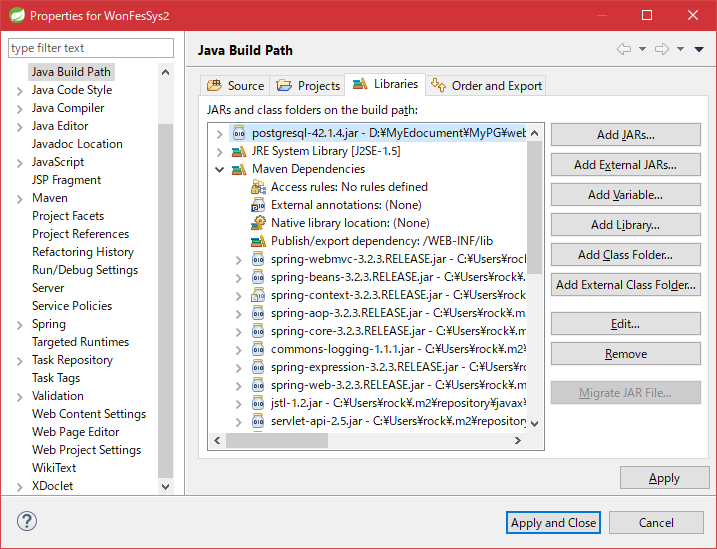 Properties for WonFesSys2
type filter text
Java Build Path
Java Code Style
Java Compiler
Java Editor
Javadoc Location
JavaScript
JSP Fragment
Maven
Project Facets
Project References
Refactoring History
Run/Debug Settings
Server
Service Policies
Spring
Targeted Runtimes
Task Repository
Task Tags
Validation
Web Content Settings
Web Page Editor
Web Project Settings
WikiText
XDoclet
Java Build Path
Source
Projects
Libraries
Order and Export
JARs and class folders on the build path:
postgresql-42.1.4.jar - D:¥MyEdocument¥MyPG¥web
JRE System Library [J2SE-1.5]
Maven Dependencies
Access rules: No rules defined
External annotations: (None)
Native library location: (None)
Publish/export dependency: /WEB-INF/lib
spring-webmvc-3.2.3.RELEASE.jar - C:¥Users¥rock
spring-beans-3.2.3.RELEASE.jar - C:¥Users¥rock¥.
spring-context-3.2.3.RELEASE.jar - C:¥Users¥rock
spring-aop-3.2.3.RELEASE.jar - C:¥Users¥rock¥.m
spring-core-3.2.3.RELEASE.jar - C:¥Users¥rock¥.m
commons-logging-1.1.1.jar - C:¥Users¥rock¥.m2¥
spring-expression-3.2.3.RELEASE.jar - C:¥Users¥r
spring-web-3.2.3.RELEASE.jar - C:¥Users¥rock¥.m
jstl-1.2.jar - C:¥Users¥rock¥.m2¥repository¥javax¥
servlet-api-2.5.jar - C:¥Users¥rock¥.m2¥repository
Add JARs...
Add External JARs...
Add Variable...
Add Library...
Add Class Folder...
Add External Class Folder...
Edit...
Remove
Migrate JAR File...
Apply
Apply and Close
Cancel